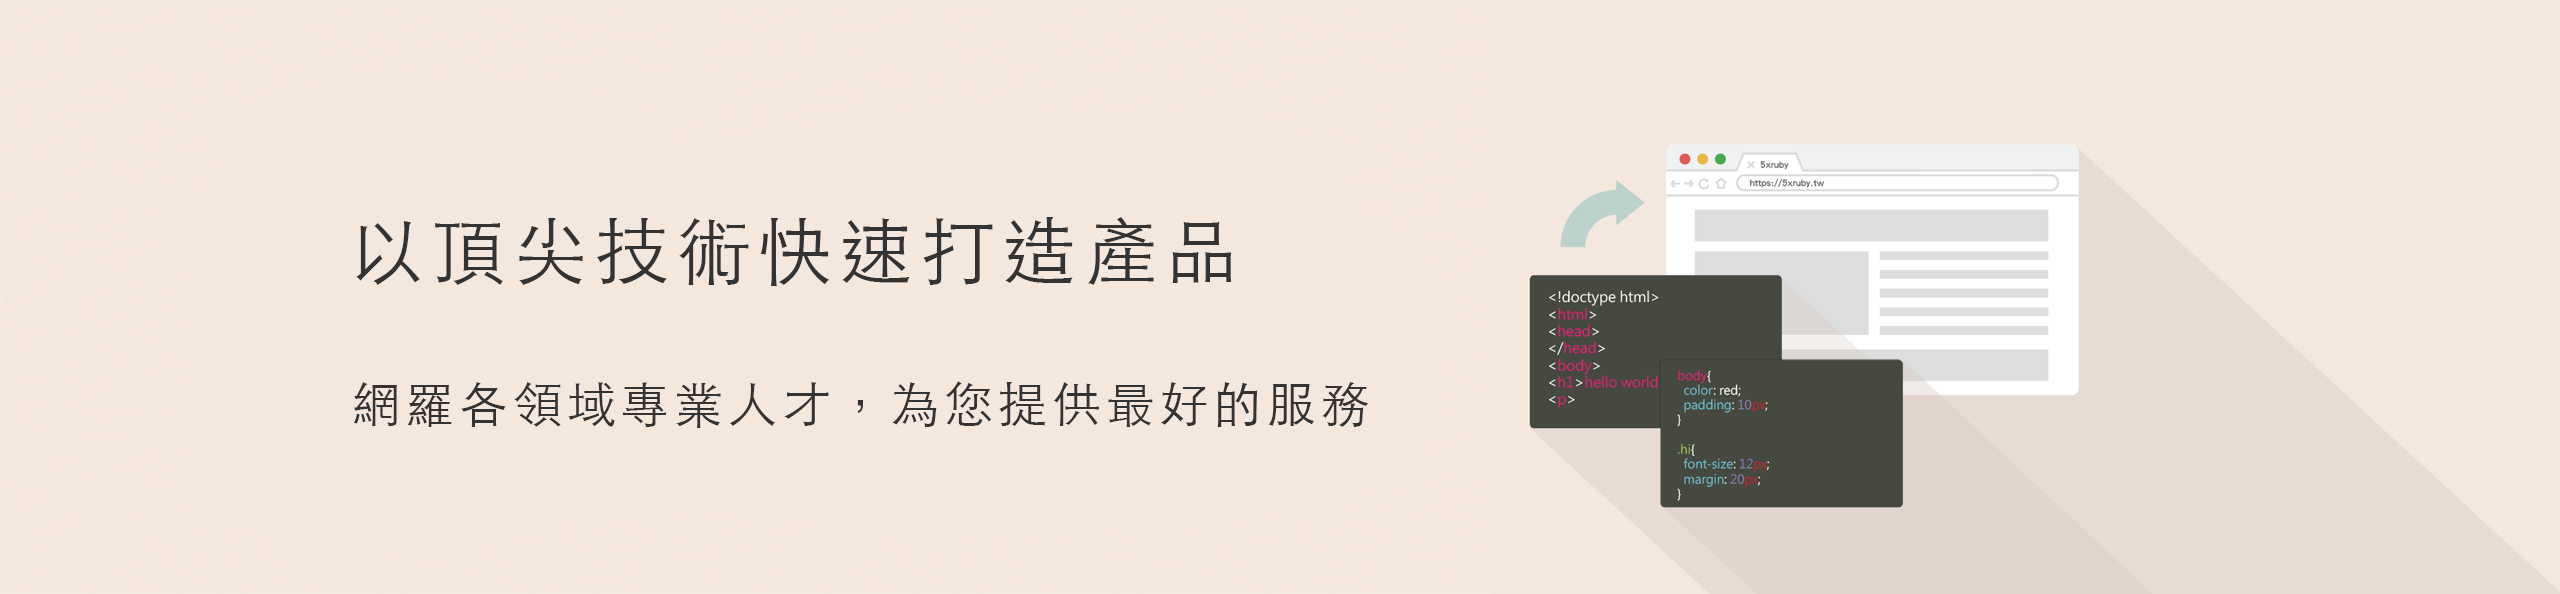 以頂尖技術快速打造產品
網羅各領域專業人才，為您提供最好的服務
5xruby
https://5xruby.tw
<!doctype html>
<html>
<head>
</head>
<body>
<h1>hello world
<p>
body{
color: red;
padding: 10px;
}
.hi{
font-size: 12px;
margin: 20px;
}